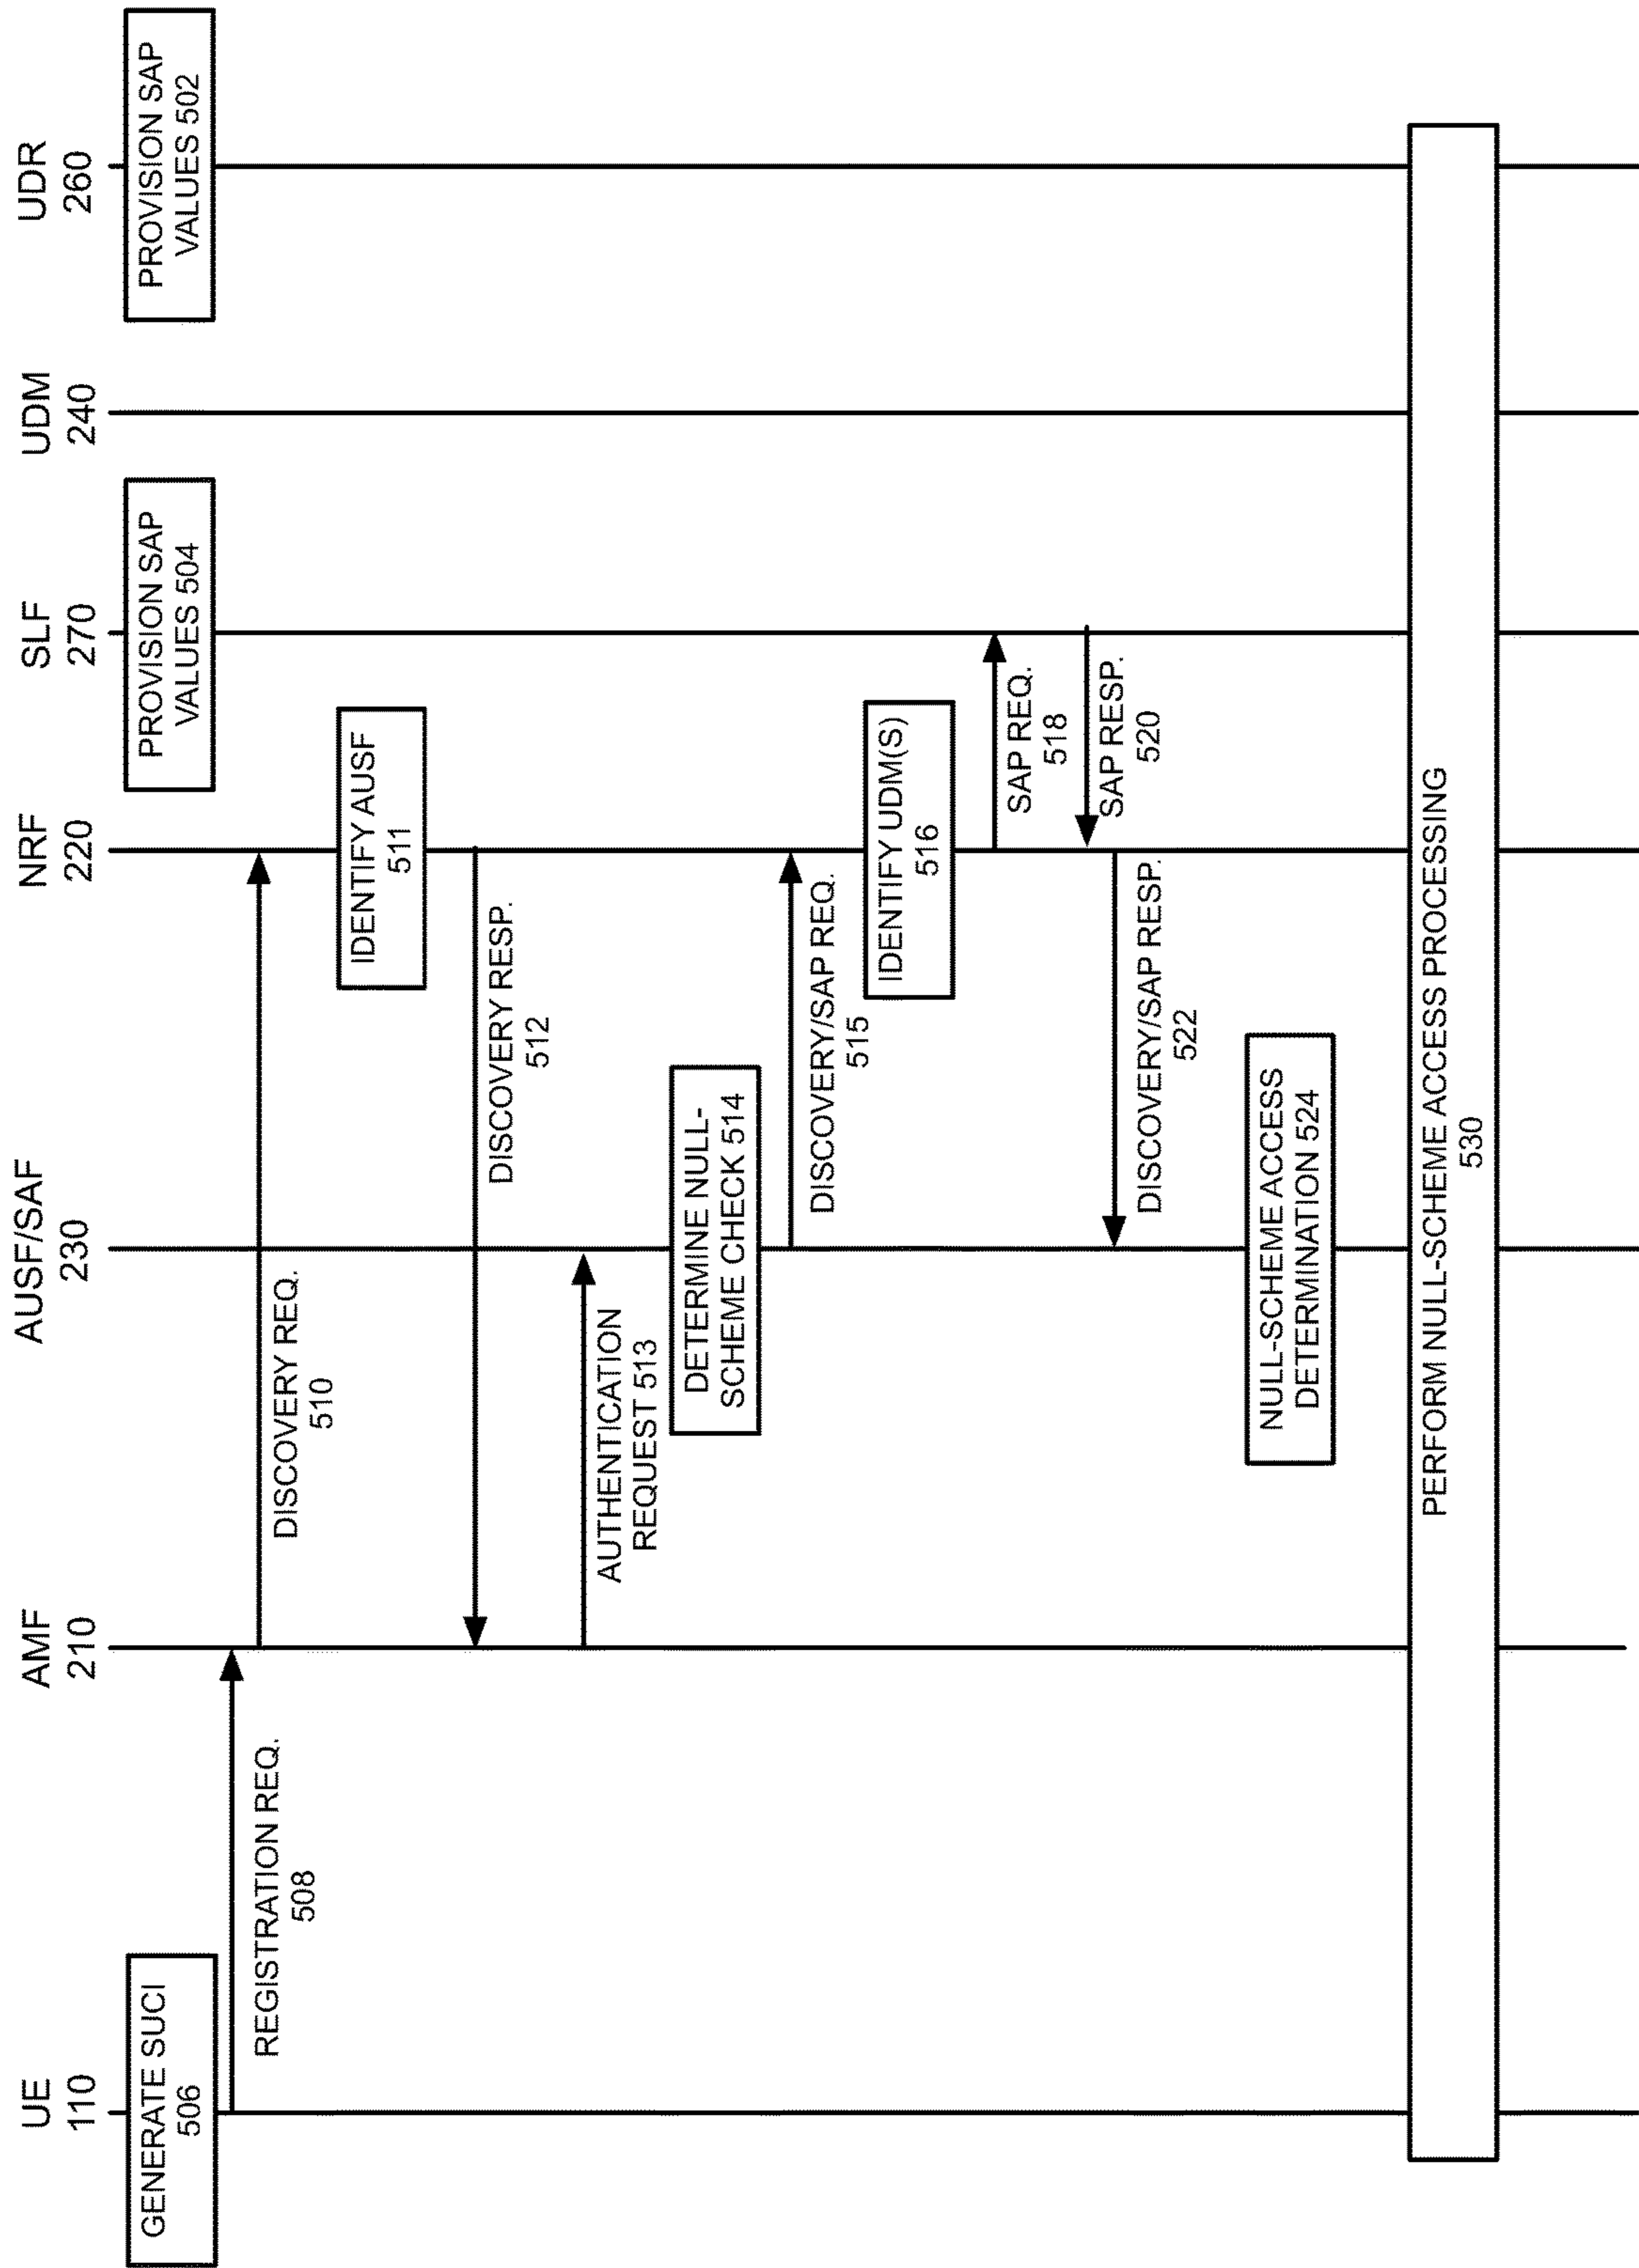 UE
110
AMF
210
AUSF/SAF
230
NRF
220
SLF
270
UDM
240
UDR
260
GENERATE SUCI
506
PROVISION SAP
VALUES 504
PROVISION SAP
VALUES 502
REGISTRATION REQ.
508
DISCOVERY REQ.
510
IDENTIFY AUSF
511
DISCOVERY RESP.
512
AUTHENTICATION
REQUEST 513
DETERMINE NULL-
SCHEME CHECK 514
DISCOVERY/SAP REQ.
515
IDENTIFY UDM(S)
516
SAP REQ.
518
SAP RESP.
520
DISCOVERY/SAP RESP.
522
NULL-SCHEME ACCESS
DETERMINATION 524
PERFORM NULL-SCHEME ACCESS PROCESSING
530